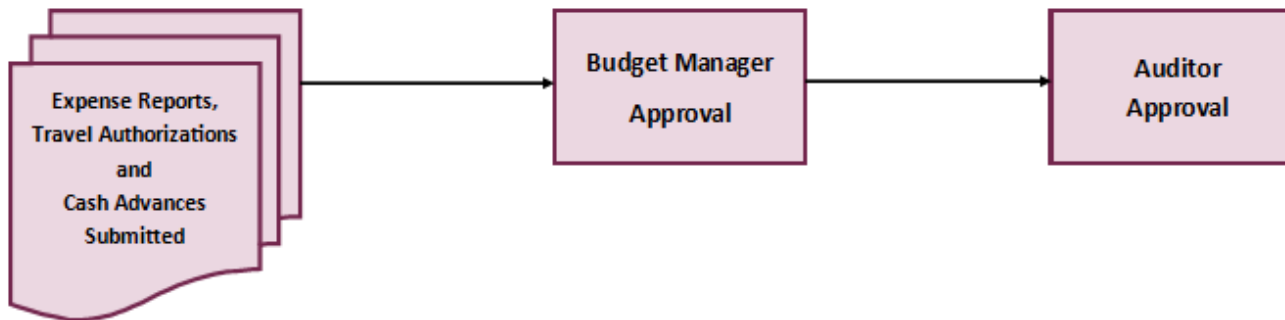 Expense Reports,
Travel Authorizations
and
Cash Advances
Submitted
Budget Manager
Approval
Auditor
Approval